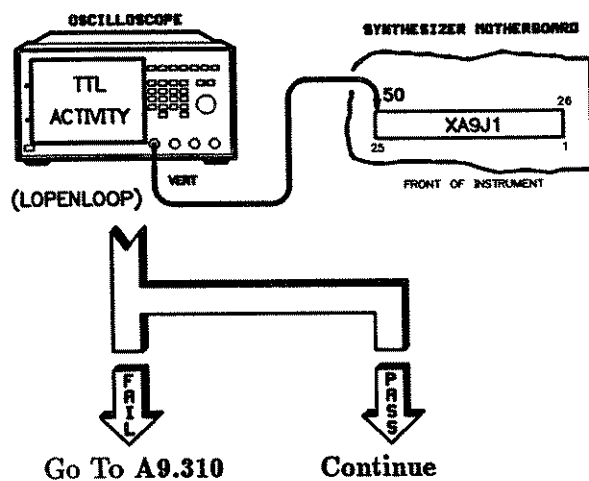 OSCILLOSCOPE
SYNTHESIZER MOTHERBOARD
TTL
ACTIVITY
50
26
XA9J1
25
1
VERT
FRONT OF INSTRUMENT
(LOPENLOOP)
FAIL
PASS
Go To A9.310
Continue